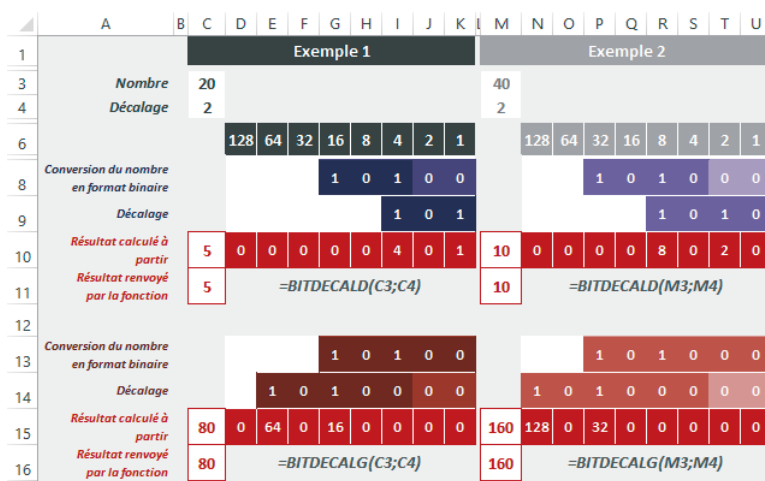 A B C D E F G H I J K L M N O P Q R S T U
1 Exemple 1 Exemple 2
3 Nombre 20 40
4 Décalage 2 2
6 128 64 32 16 8 4 2 1 128 64 32 16 8 4 2 1
8 Conversion du nombre en format binaire 1 0 1 0 0 1 0 1 0 0 0
9 Décalage 1 0 1 1 0 1 0
10 Résultat calculé à partir 5 0 0 0 0 0 4 0 1 10 0 0 0 0 8 0 2 0
11 Résultat renvoyé par la fonction 5 =BITDECALD(C3;C4) 10 =BITDECALD(M3;M4)
12
13 Conversion du nombre en format binaire 1 0 1 0 0 1 0 1 0 0 0
14 Décalage 1 0 1 0 0 0 0 1 0 1 0 0 0 0 0
15 Résultat calculé à partir 80 0 64 0 16 0 0 0 0 160 128 0 32 0 0 0 0 0
16 Résultat renvoyé par la fonction 80 =BITDECALG(C3;C4) 160 =BITDECALG(M3;M4)